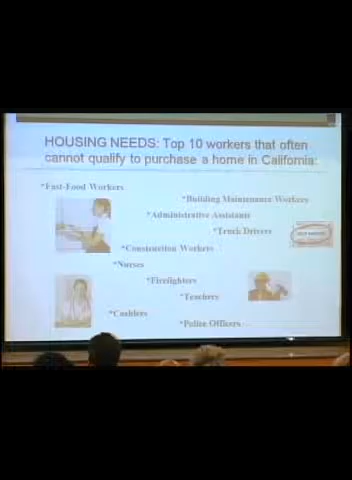 HOUSING NEEDS: Top 10 workers that often
cannot qualify to purchase a home in California:
*Fast-Food Workers
*Building Maintenance Workers
*Administrative Assistants
*Truck Drivers
*Construction Workers
*Nurses
*Firefighters
*Teachers
*Cashiers
*Police Officers